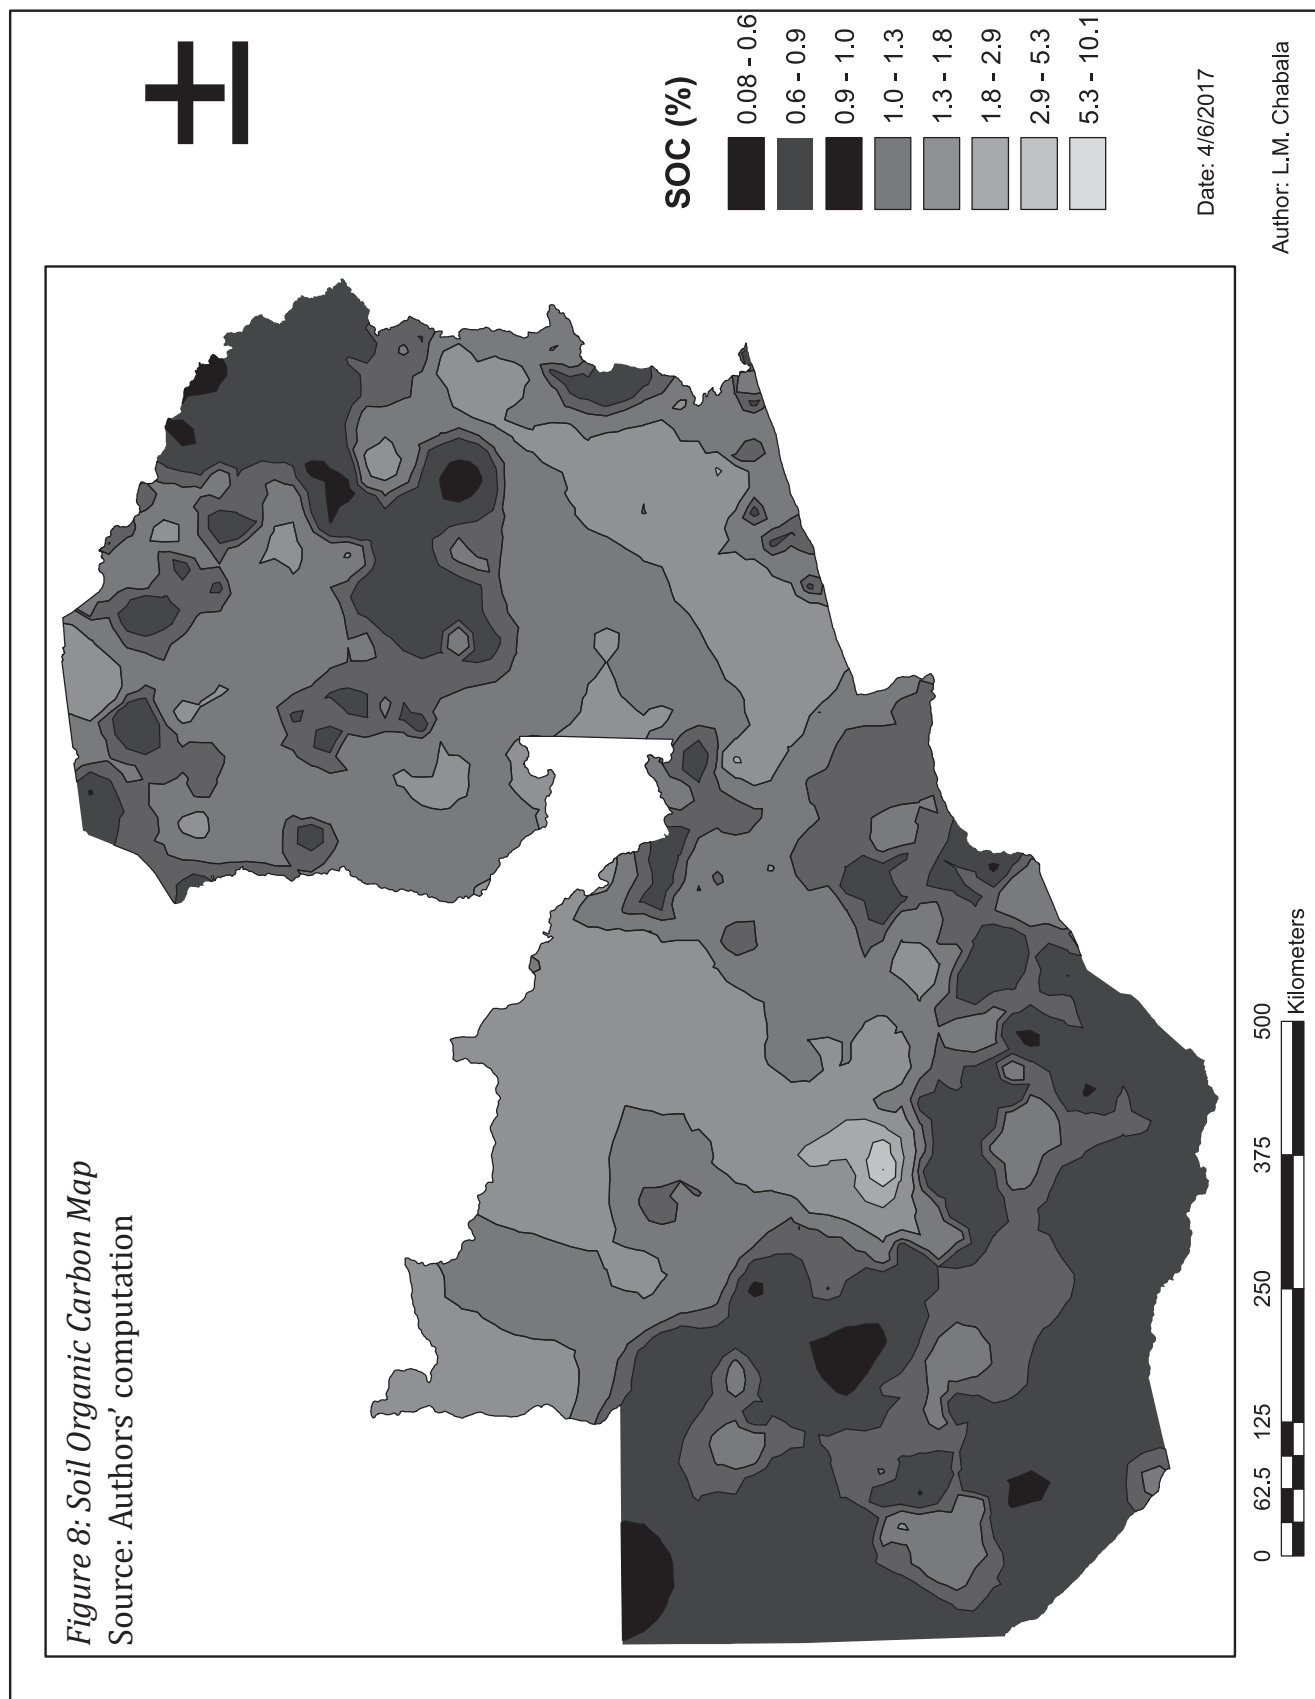 Figure 8: Soil Organic Carbon Map
Source: Authors' computation
SOC (%)
0.08 - 0.6
0.6 - 0.9
0.9 - 1.0
1.0 - 1.3
1.3 - 1.8
1.8 - 2.9
2.9 - 5.3
5.3 - 10.1
Date: 4/6/2017
Author: L.M. Chabala
0 62.5 125 250 375 500
Kilometers